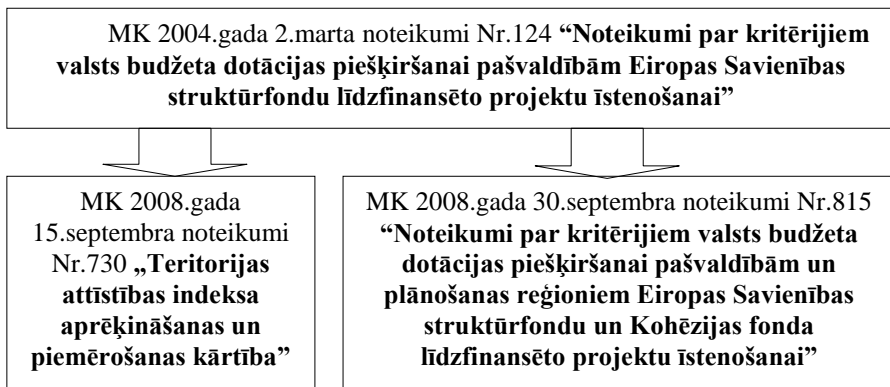 MK 2004.gada 2.marta noteikumi Nr.124 “Noteikumi par kritērijiem
valsts budžeta dotācijas piešķiršanai pašvaldībām Eiropas Savienības
struktūrfondu līdzfinansēto projektu īstenošanai”
MK 2008.gada
15.septembra noteikumi
Nr.730 „Teritorijas
attīstības indeksa
aprēķināšanas un
piemērošanas kārtība”
MK 2008.gada 30.septembra noteikumi Nr.815
“Noteikumi par kritērijiem valsts budžeta
dotācijas piešķiršanai pašvaldībām un
plānošanas reģioniem Eiropas Savienības
struktūrfondu un Kohēzijas fonda
līdzfinansēto projektu īstenošanai”